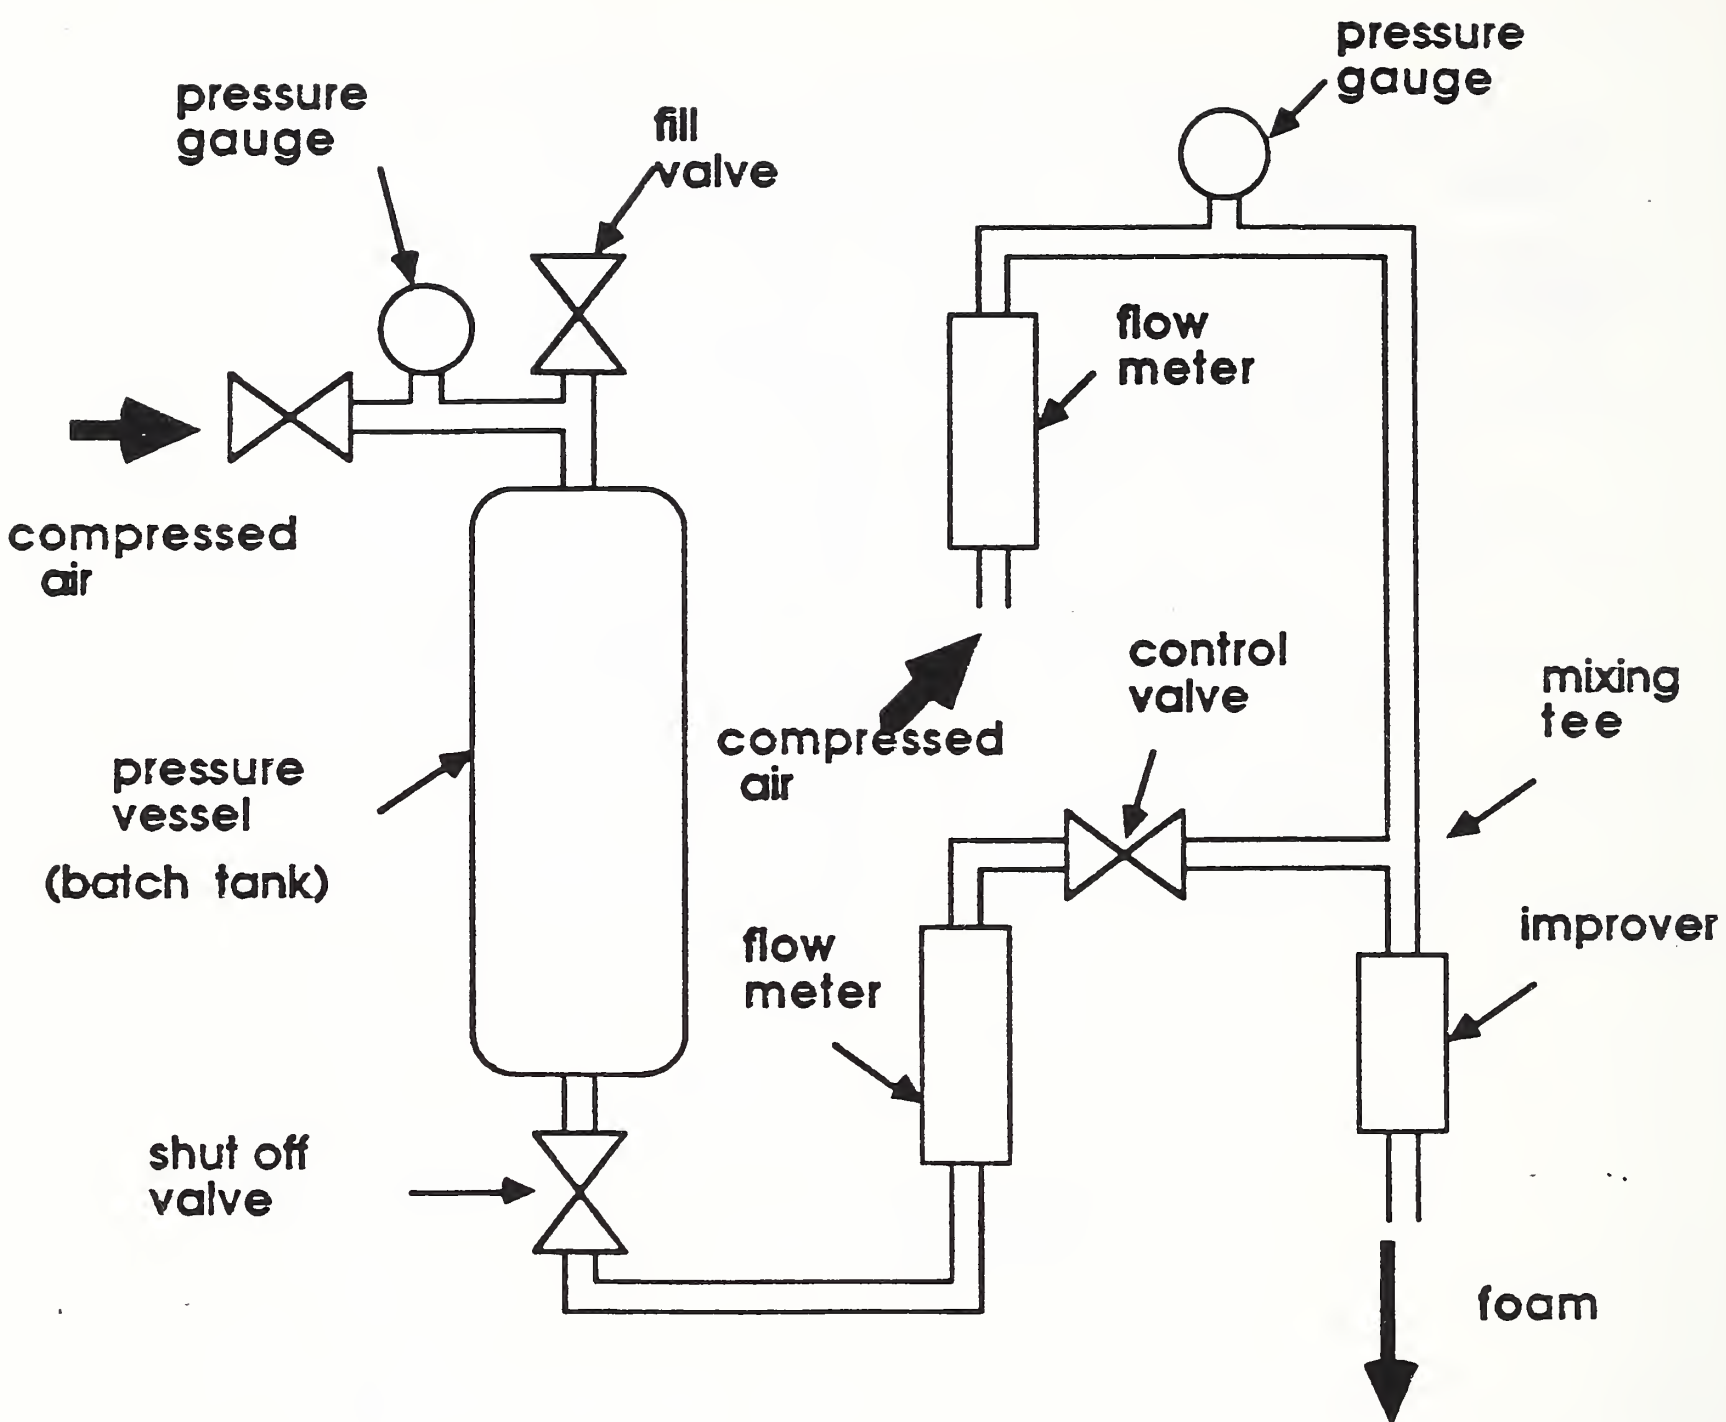 pressure
gauge
pressure
gauge
fill
valve
flow
meter
compressed
air
control
valve
mixing
tee
compressed
air
pressure
vessel
(batch tank)
flow
meter
improver
shut off
valve
foam